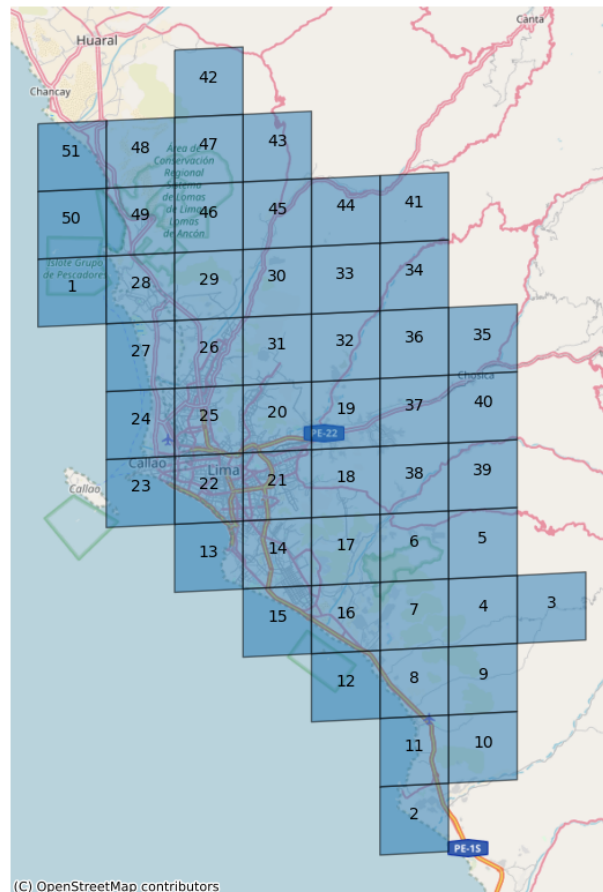 Canta
Huaral
Chancay
42
51
48
47
43
Área de
Conservación
Regional
Sistema
de Lomas
de Lima
Lomas
de Ancón
50
49
46
45
44
41
Islote Grupo
de Pescadores
1
28
29
30
33
34
27
26
31
32
36
35
Chosica
24
25
20
19
37
40
PE-22
Callao
Lima
Callao
23
22
21
18
38
39
13
14
17
6
5
15
16
7
4
3
12
8
9
11
10
2
PE-1S
(C) OpenStreetMap contributors